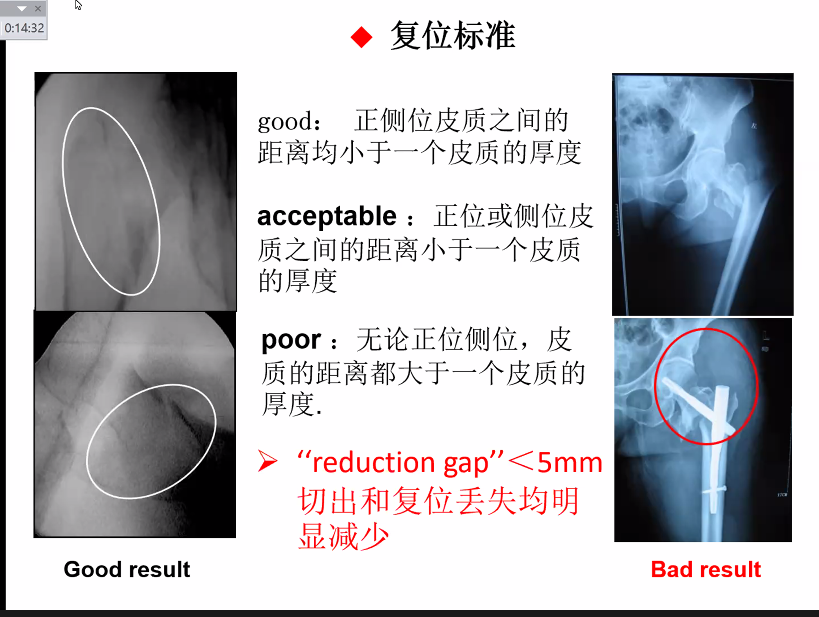 0:14:32
◆ 复位标准
good： 正侧位皮质之间的
距离均小于一个皮质的厚度
acceptable ：正位或侧位皮
质之间的距离小于一个皮质
的厚度
poor ：无论正位侧位，皮
质的距离都大于一个皮质的
厚度.
➢ “reduction gap”＜5mm
切出和复位丢失均明
显减少
Good result
Bad result